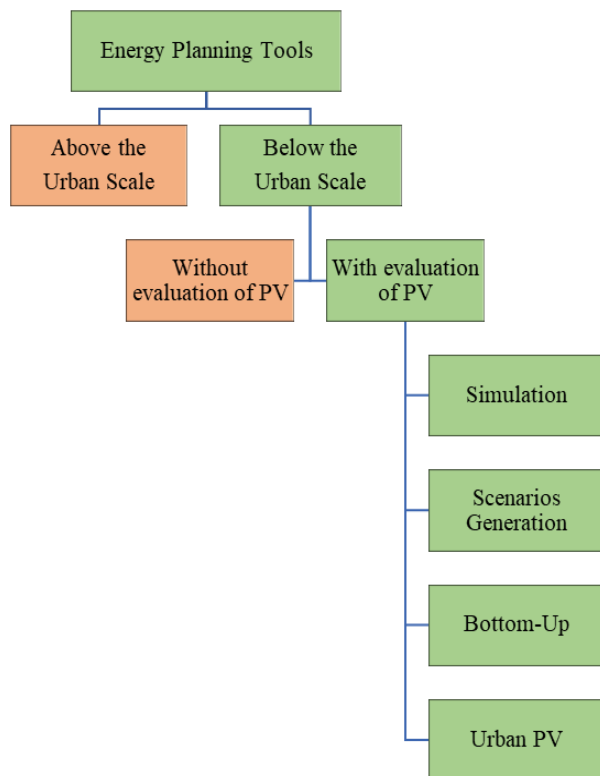 Energy Planning Tools
Above the
Urban Scale
Below the
Urban Scale
Without
evaluation of PV
With evaluation
of PV
Simulation
Scenarios
Generation
Bottom-Up
Urban PV